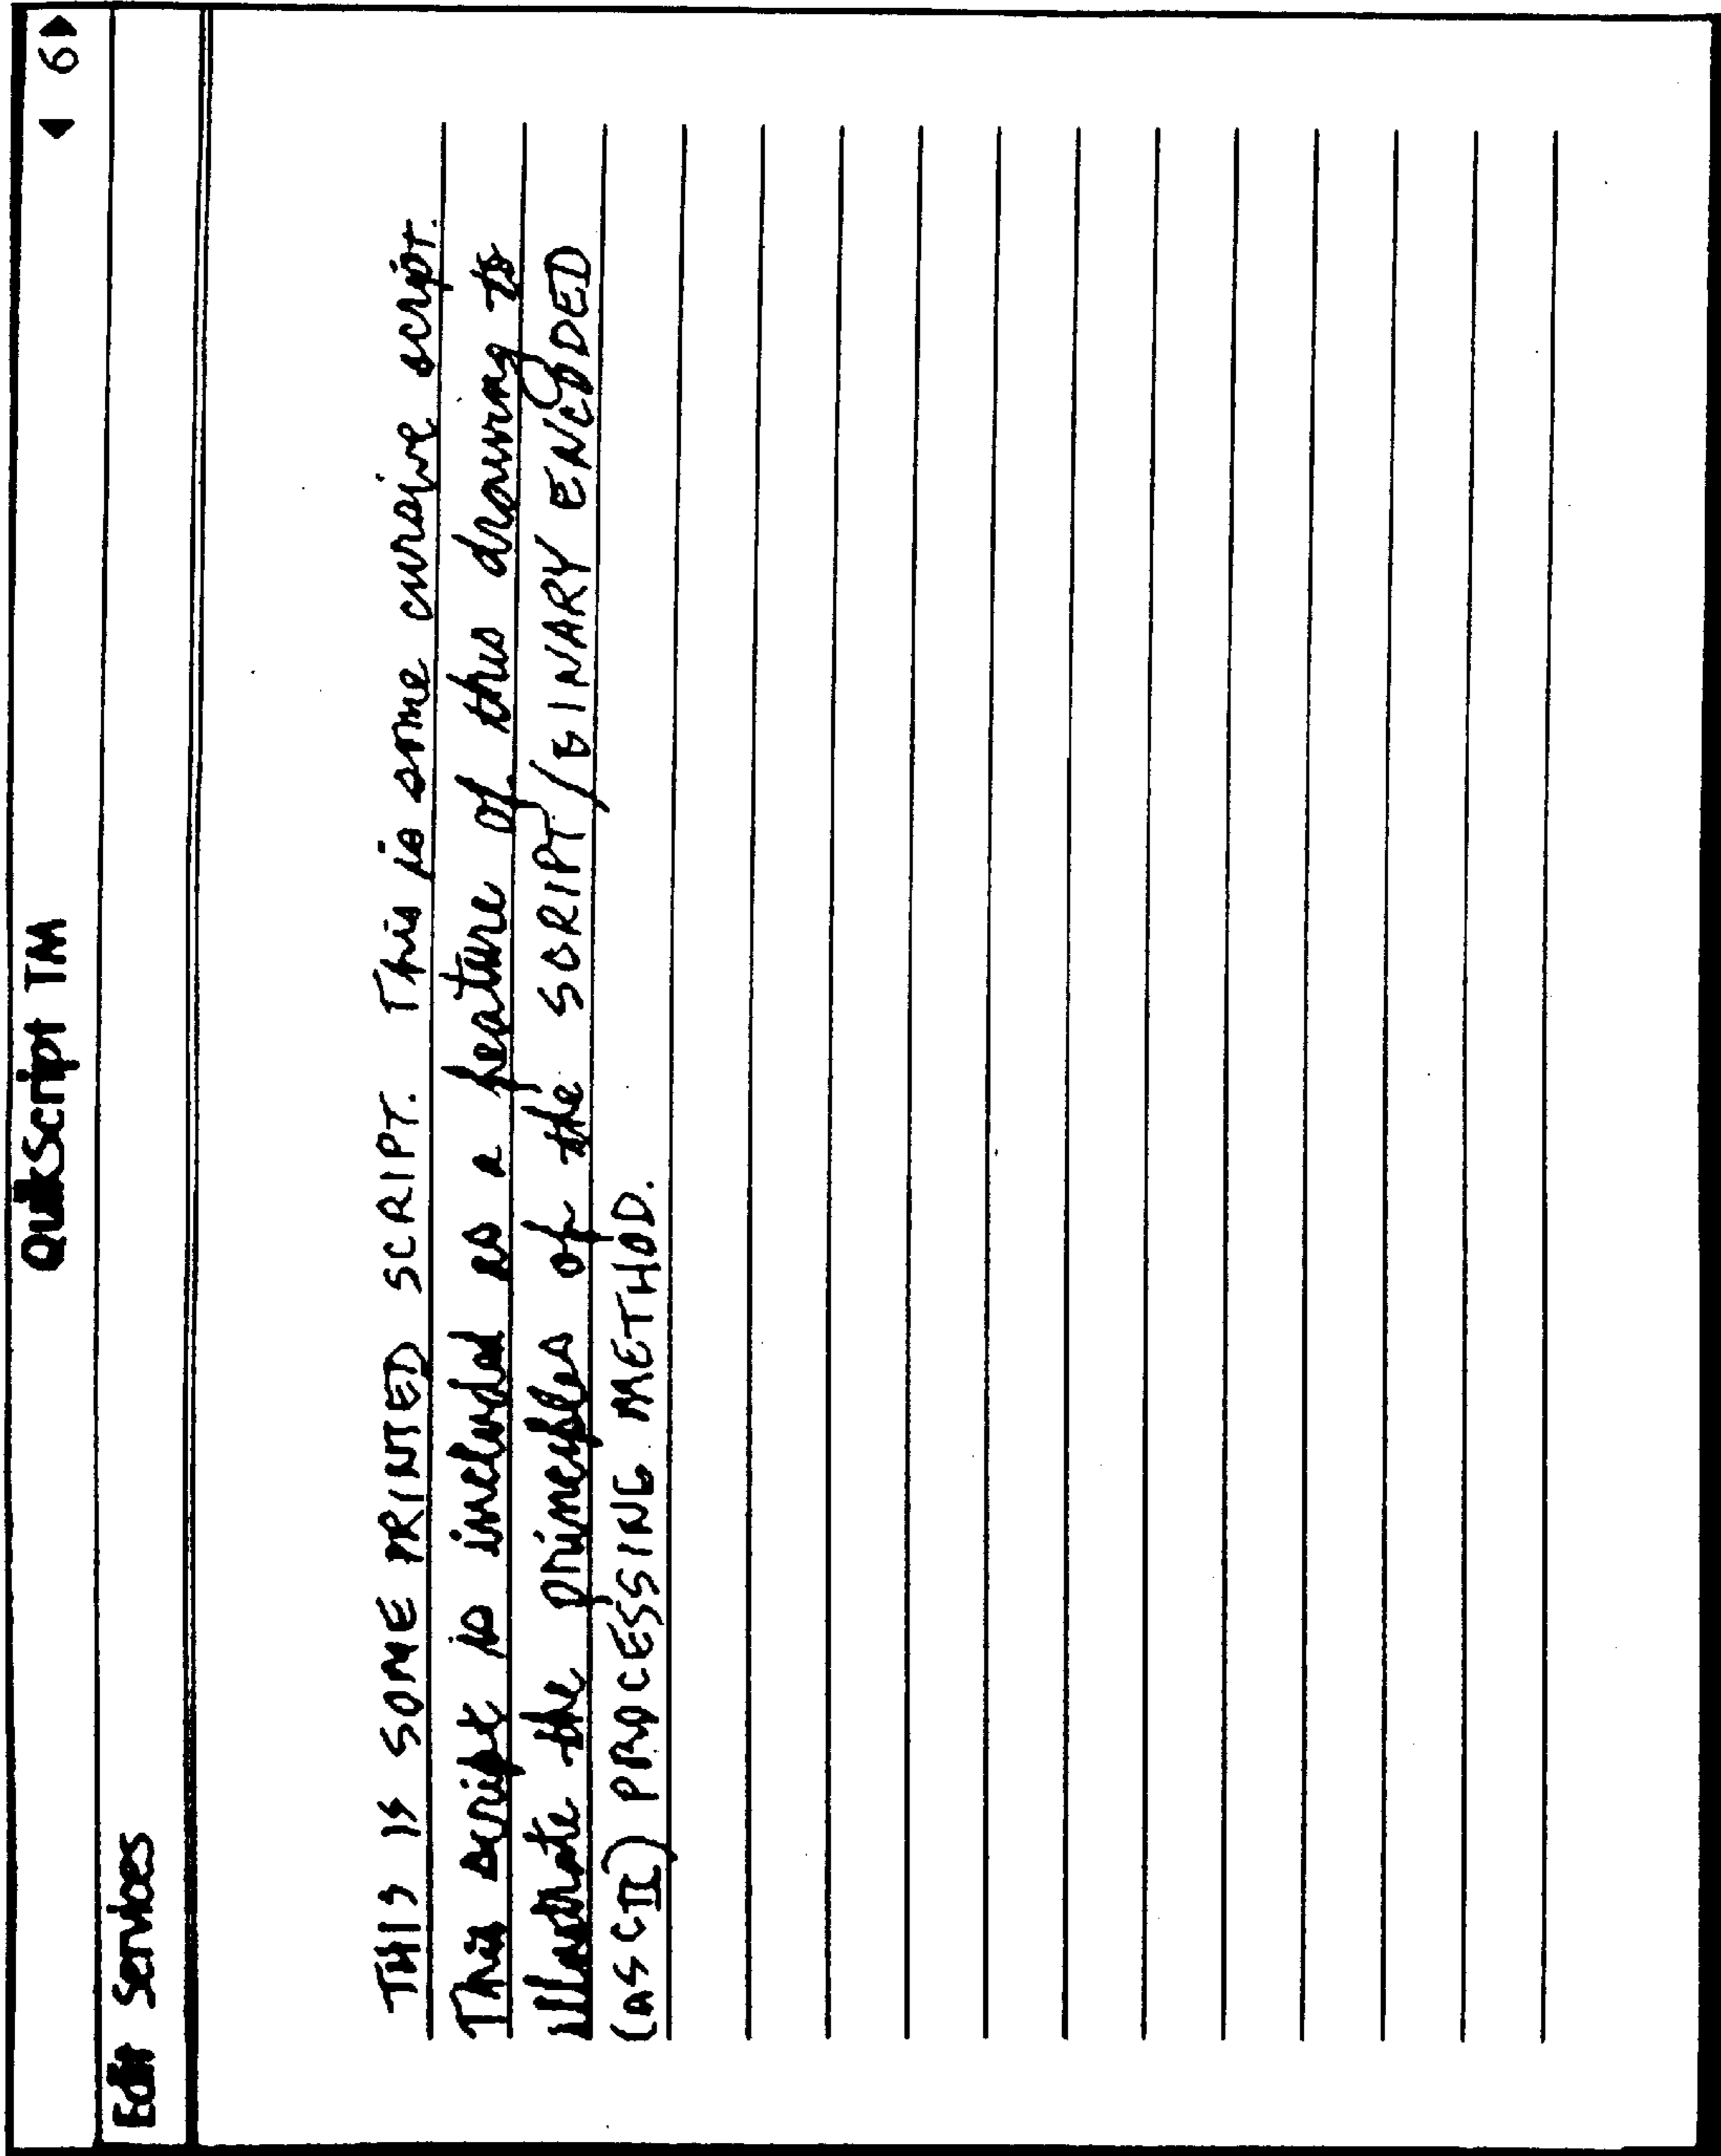 QuikScript TM
◀ 6 ▶
Edit Services
THIS IS SOME PRINTED SCRIPT. This is some cursive script.
This script is included as a feature of this drawing to
illustrate the principles of the SCRIPT/BINARY ENCODED
(ASCII) PROCESSING METHOD.